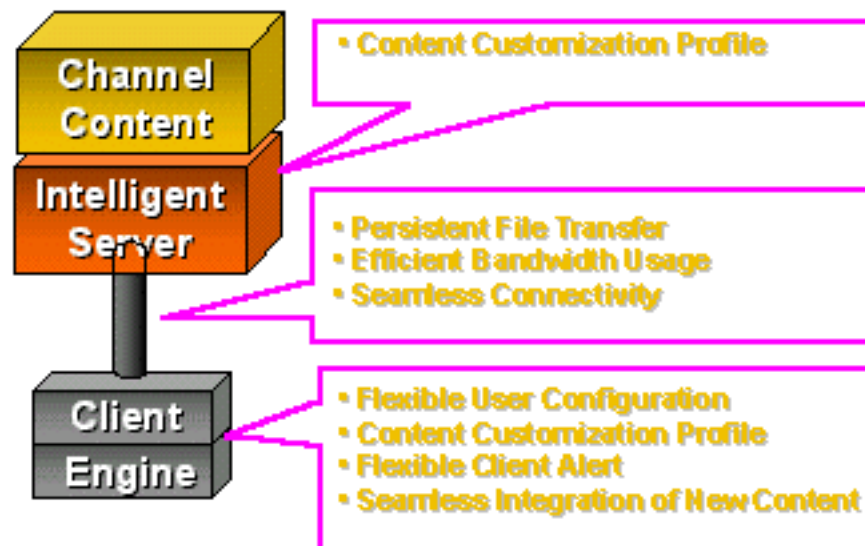 Channel
Content
Intelligent
Server
Client
Engine
• Content Customization Profile
• Persistent File Transfer
• Efficient Bandwidth Usage
• Seamless Connectivity
• Flexible User Configuration
• Content Customization Profile
• Flexible Client Alert
• Seamless Integration of New Content